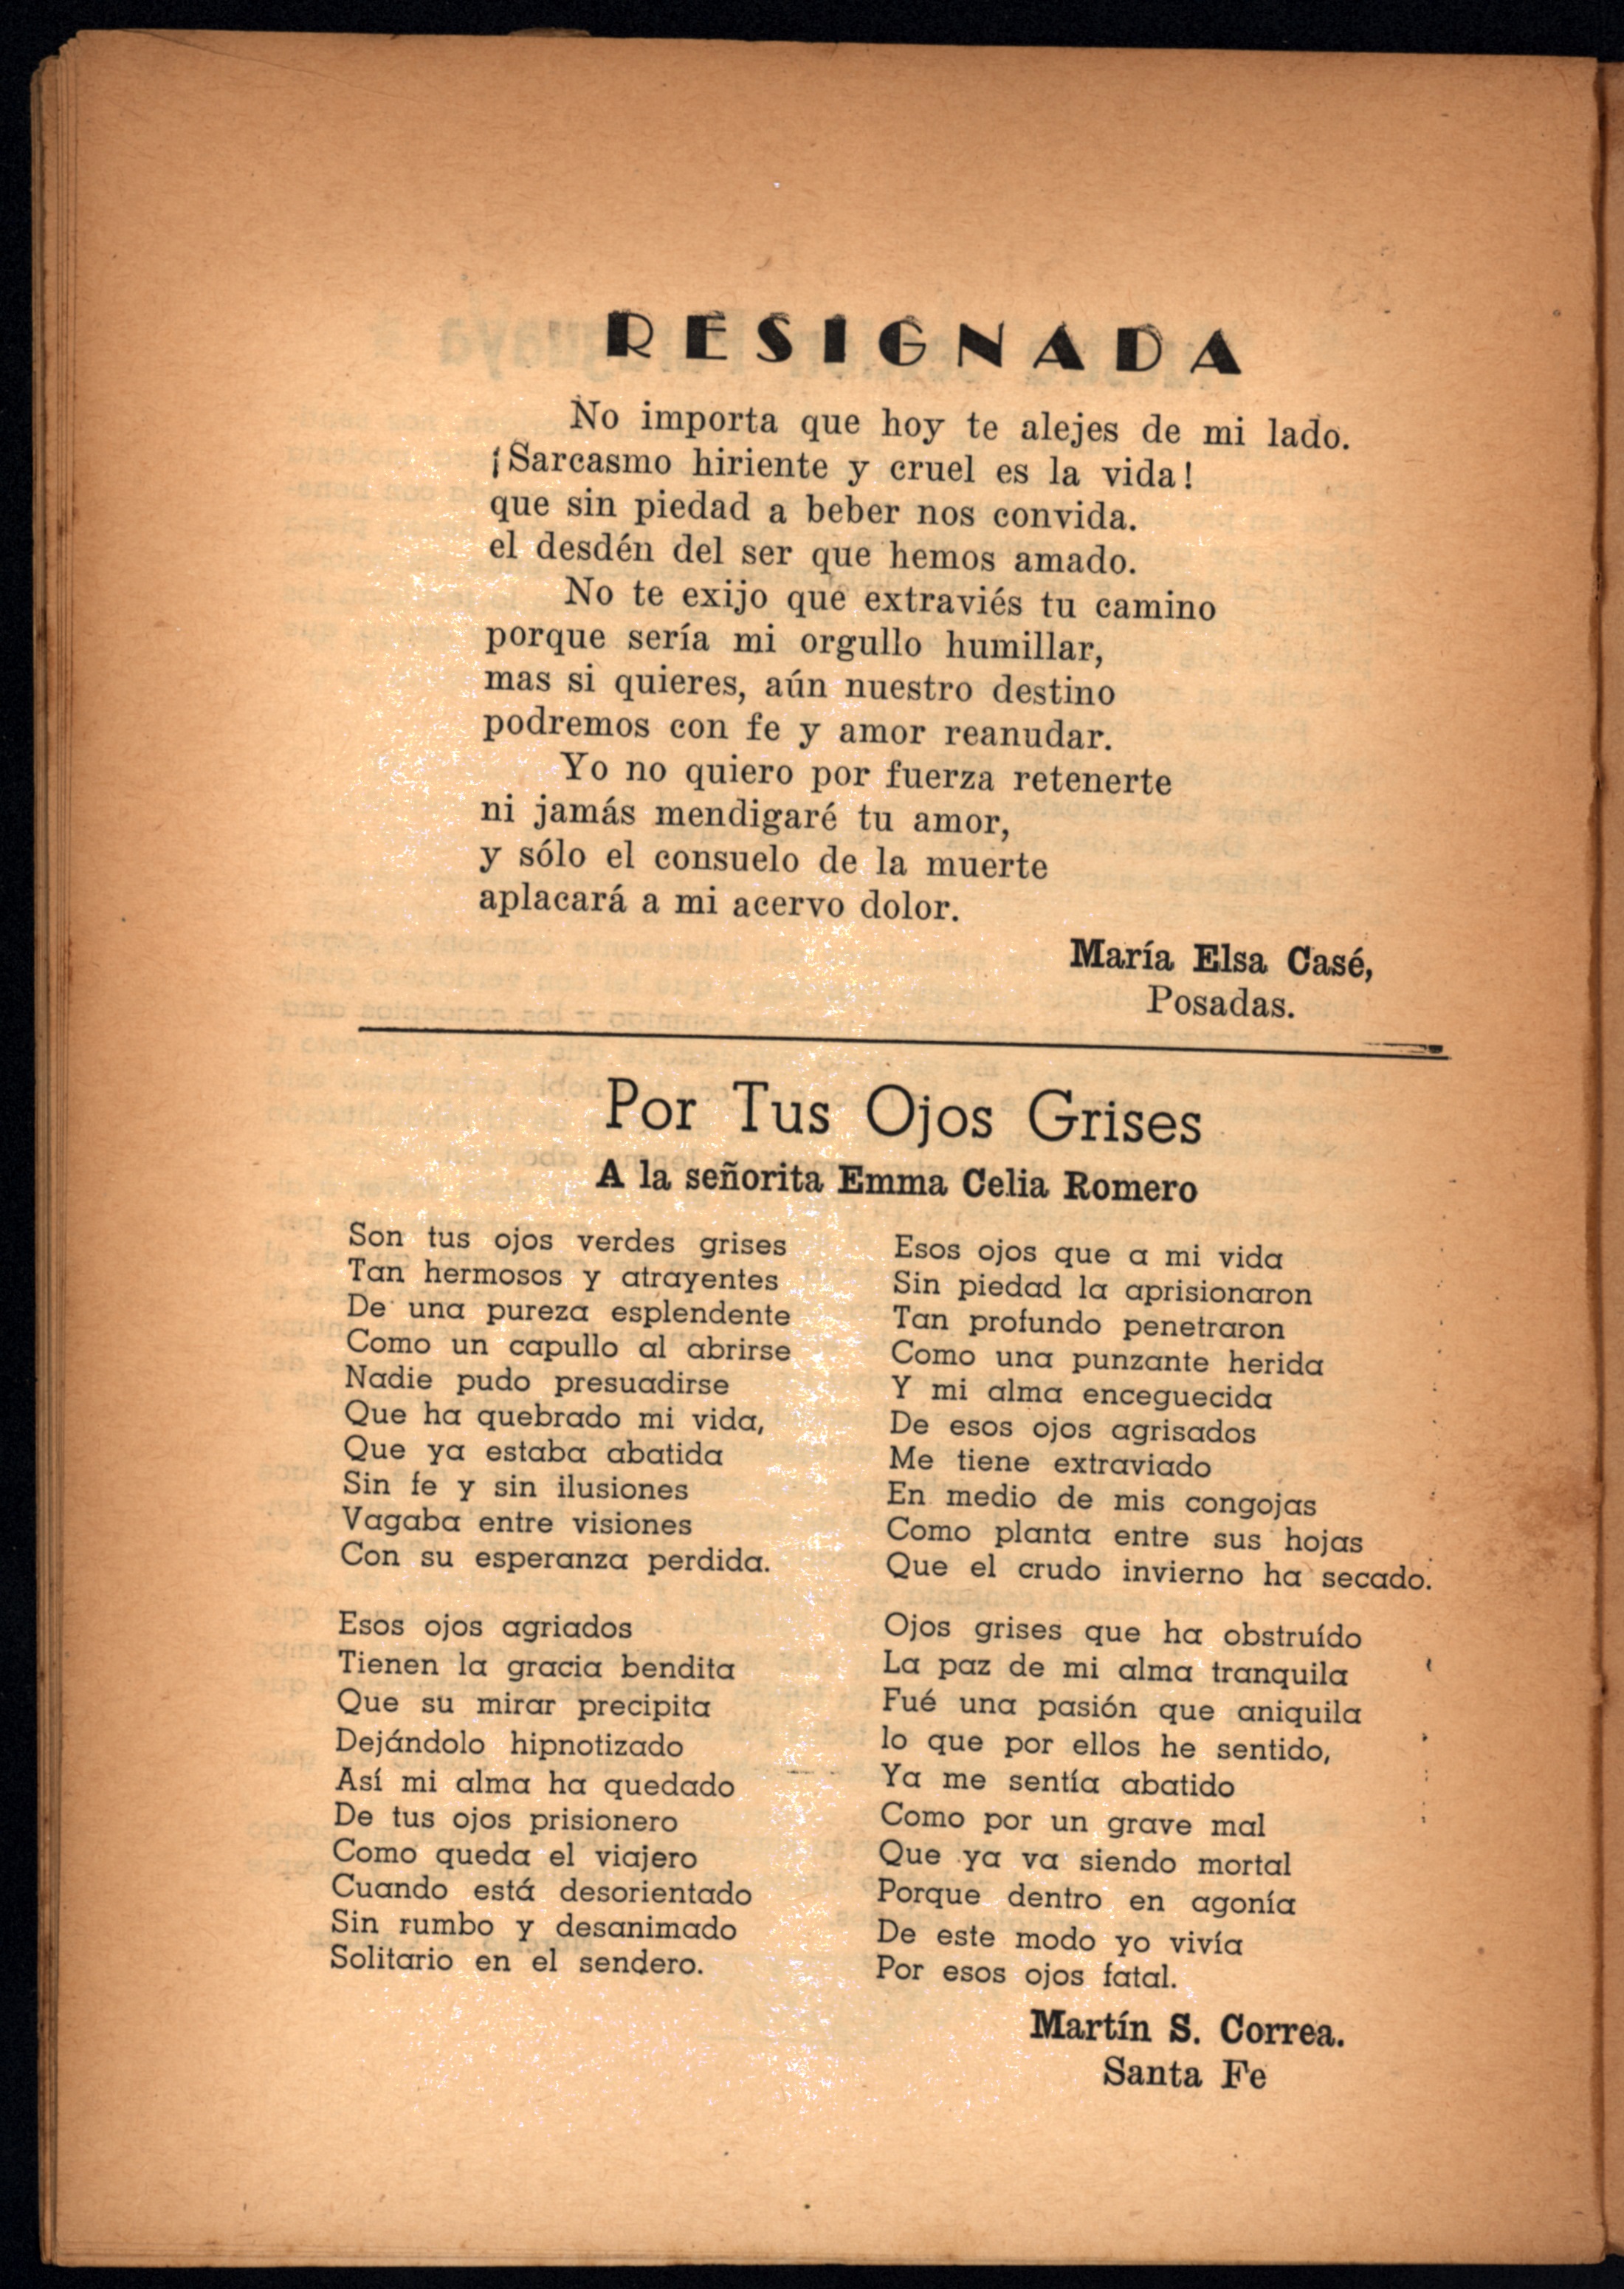 RESIGNADA
No importa que hoy te alejes de mi lado.
¡Sarcasmo hiriente y cruel es la vida!
que sin piedad a beber nos convida.
el desdén del ser que hemos amado.
No te exijo que extraviés tu camino
porque sería mi orgullo humillar,
mas si quieres, aún nuestro destino
podremos con fe y amor reanudar.
Yo no quiero por fuerza retenerte
ni jamás mendigaré tu amor,
y sólo el consuelo de la muerte
aplacará a mi acervo dolor.
María Elsa Casé,
Posadas.
Por Tus Ojos Grises
A la señorita Emma Celia Romero
Son tus ojos verdes grises
Tan hermosos y atrayentes
De una pureza esplendente
Como un capullo al abrirse
Nadie pudo presuadirse
Que ha quebrado mi vida,
Que ya estaba abatida
Sin fe y sin ilusiones
Vagaba entre visiones
Con su esperanza perdida.
Esos ojos agriados
Tienen la gracia bendita
Que su mirar precipita
Dejándolo hipnotizado
Así mi alma ha quedado
De tus ojos prisionero
Como queda el viajero
Cuando está desorientado
Sin rumbo y desanimado
Solitario en el sendero.
Esos ojos que a mi vida
Sin piedad la aprisionaron
Tan profundo penetraron
Como una punzante herida
Y mi alma enceguecida
De esos ojos agrisados
Me tiene extraviado
En medio de mis congojas
Como planta entre sus hojas
Que el crudo invierno ha secado.
Ojos grises que ha obstruído
La paz de mi alma tranquila
Fué una pasión que aniquila
lo que por ellos he sentido,
Ya me sentía abatido
Como por un grave mal
Que ya va siendo mortal
Porque dentro en agonía
De este modo yo vivía
Por esos ojos fatal.
Martín S. Correa.
Santa Fe